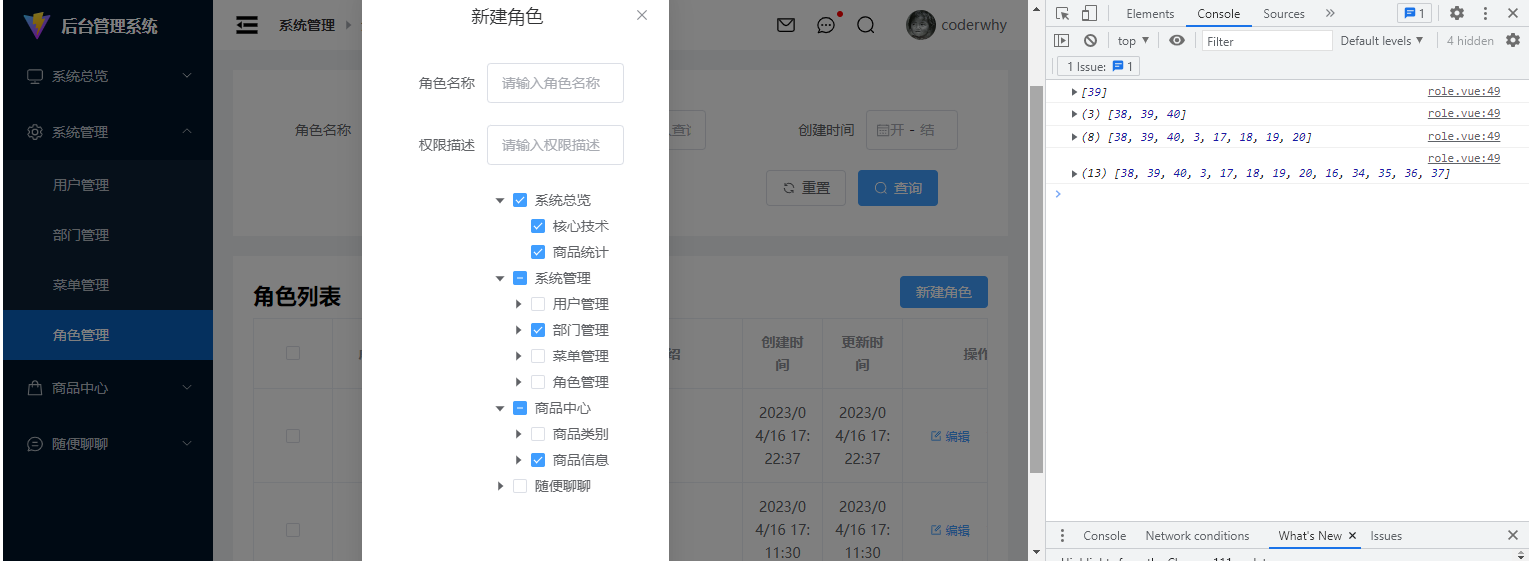 后台管理系统
系统总览
系统管理
用户管理
部门管理
菜单管理
角色管理
商品中心
随便聊聊
系统管理
coderwhy
角色名称
创建时间
开 - 结
重置
查询
角色列表
新建角色
创建时间
更新时间
操作
2023/04/16 17:22:37
2023/04/16 17:22:37
编辑
2023/04/16 17:11:30
2023/04/16 17:11:30
编辑
新建角色
角色名称
请输入角色名称
权限描述
请输入权限描述
系统总览
核心技术
商品统计
系统管理
用户管理
部门管理
菜单管理
角色管理
商品中心
商品类别
商品信息
随便聊聊
Elements Console Sources » 1
top Filter Default levels 4 hidden
1 Issue: 1
[39] role.vue:49
(3) [38, 39, 40] role.vue:49
(8) [38, 39, 40, 3, 17, 18, 19, 20] role.vue:49
role.vue:49
(13) [38, 39, 40, 3, 17, 18, 19, 20, 16, 34, 35, 36, 37]
Console Network conditions What's New Issues